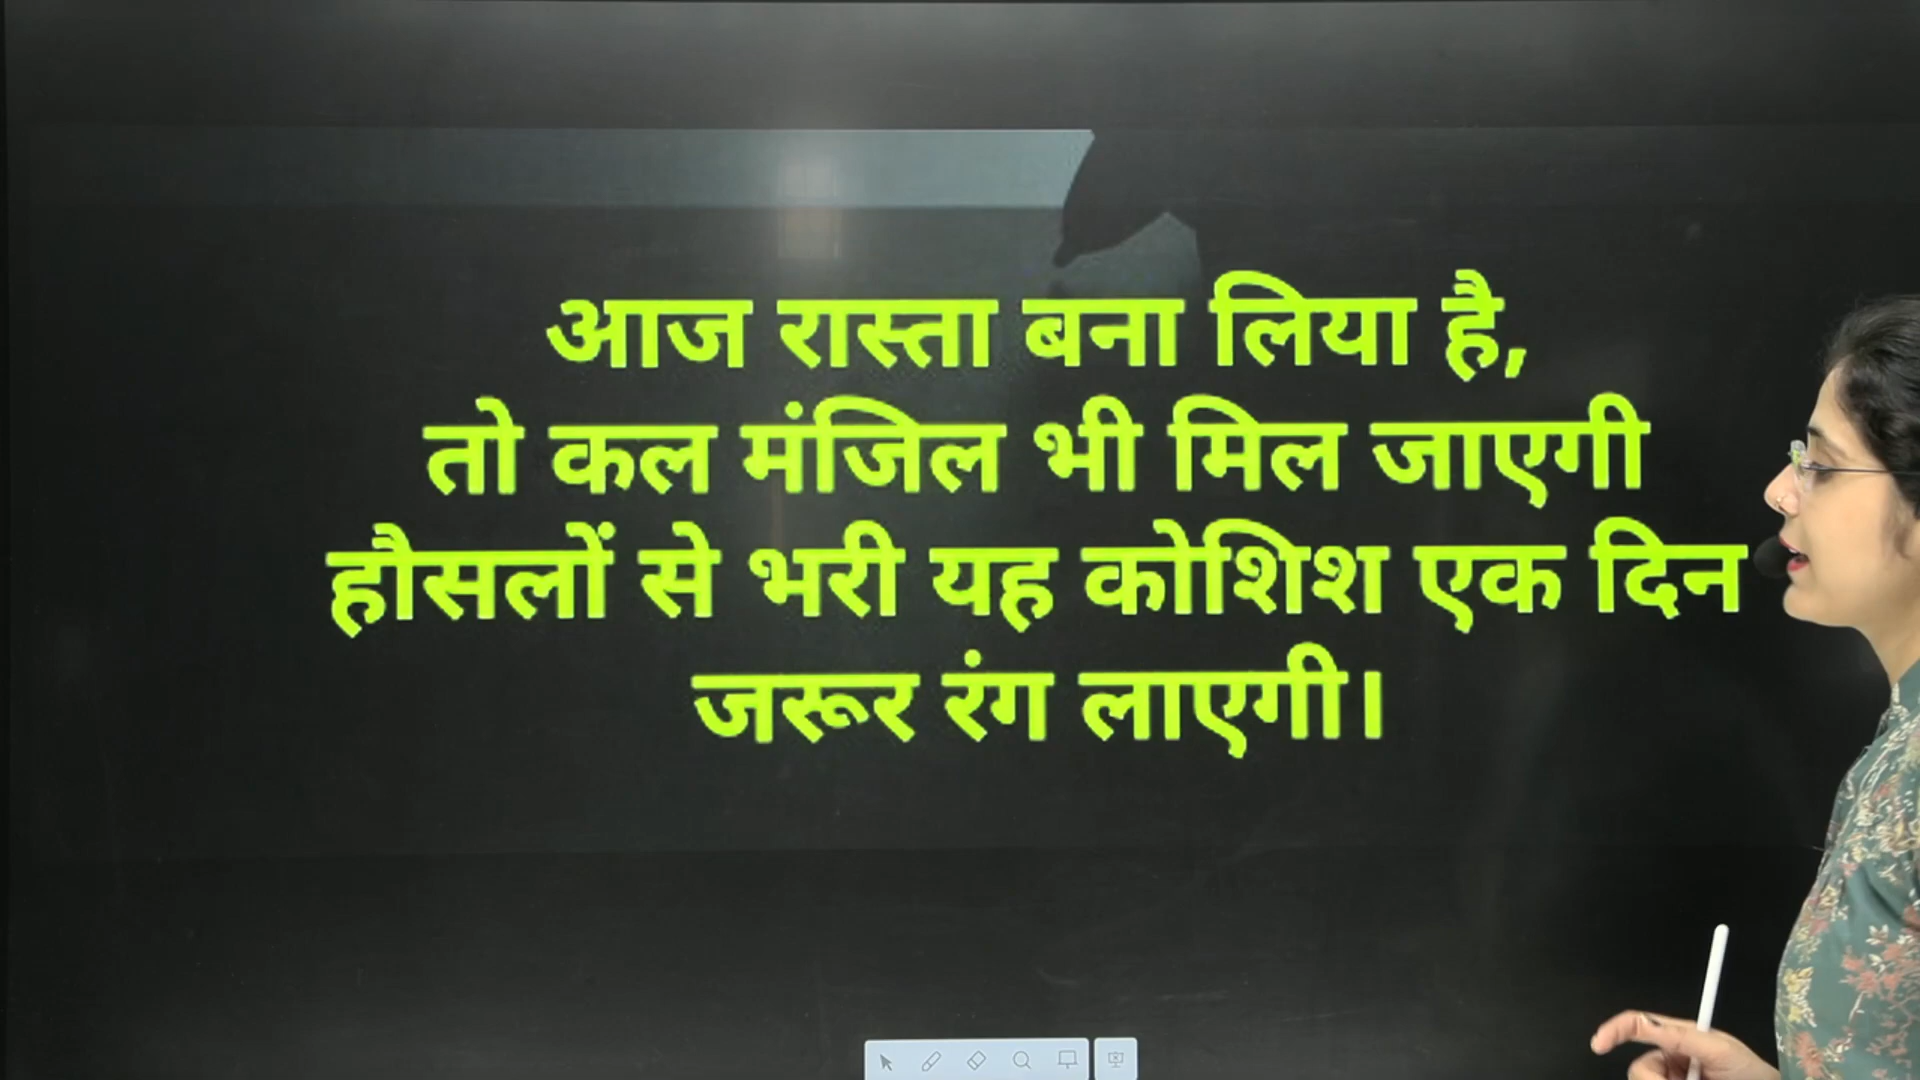 आज रास्ता बना लिया है,
तो कल मंजिल भी मिल जाएगी
हौसलों से भरी यह कोशिश एक दिन
जरूर रंग लाएगी।